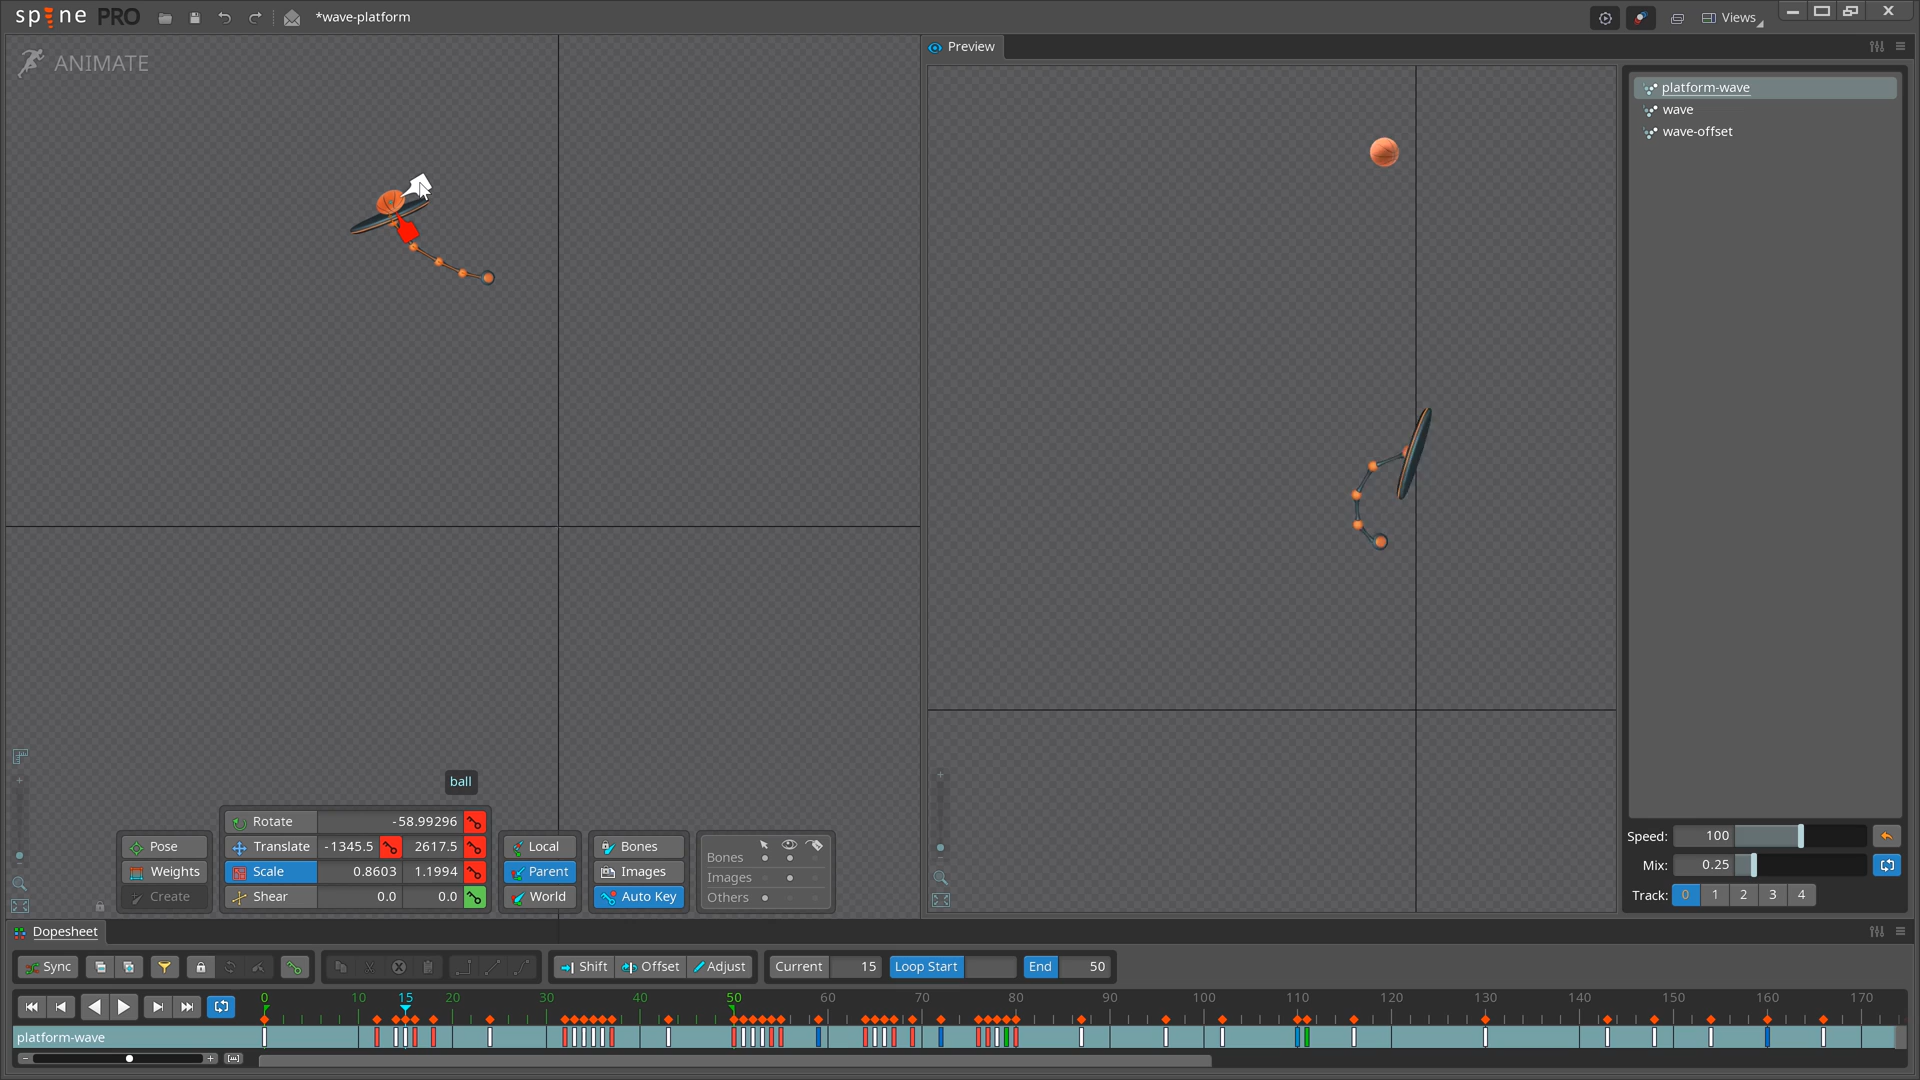 spine PRO
*wave-platform
Views
ANIMATE
Preview
platform-wave
wave
wave-offset
ball
Rotate -58.99296
Pose Translate -1345.5 2617.5 Local Bones
Weights Scale 0.8603 1.1994 Parent Images
Create Shear 0.0 0.0 World Auto Key
Bones
Images
Others
Speed: 100
Mix: 0.25
Track: 0 1 2 3 4
Dopesheet
Sync Shift Offset Adjust Current 15 Loop Start End 50
0 10 15 20 30 40 50 60 70 80 90 100 110 120 130 140 150 160 170
platform-wave